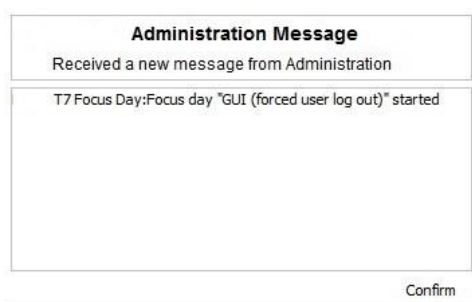 Administration Message
Received a new message from Administration
T7 Focus Day:Focus day "GUI (forced user log out)" started
Confirm